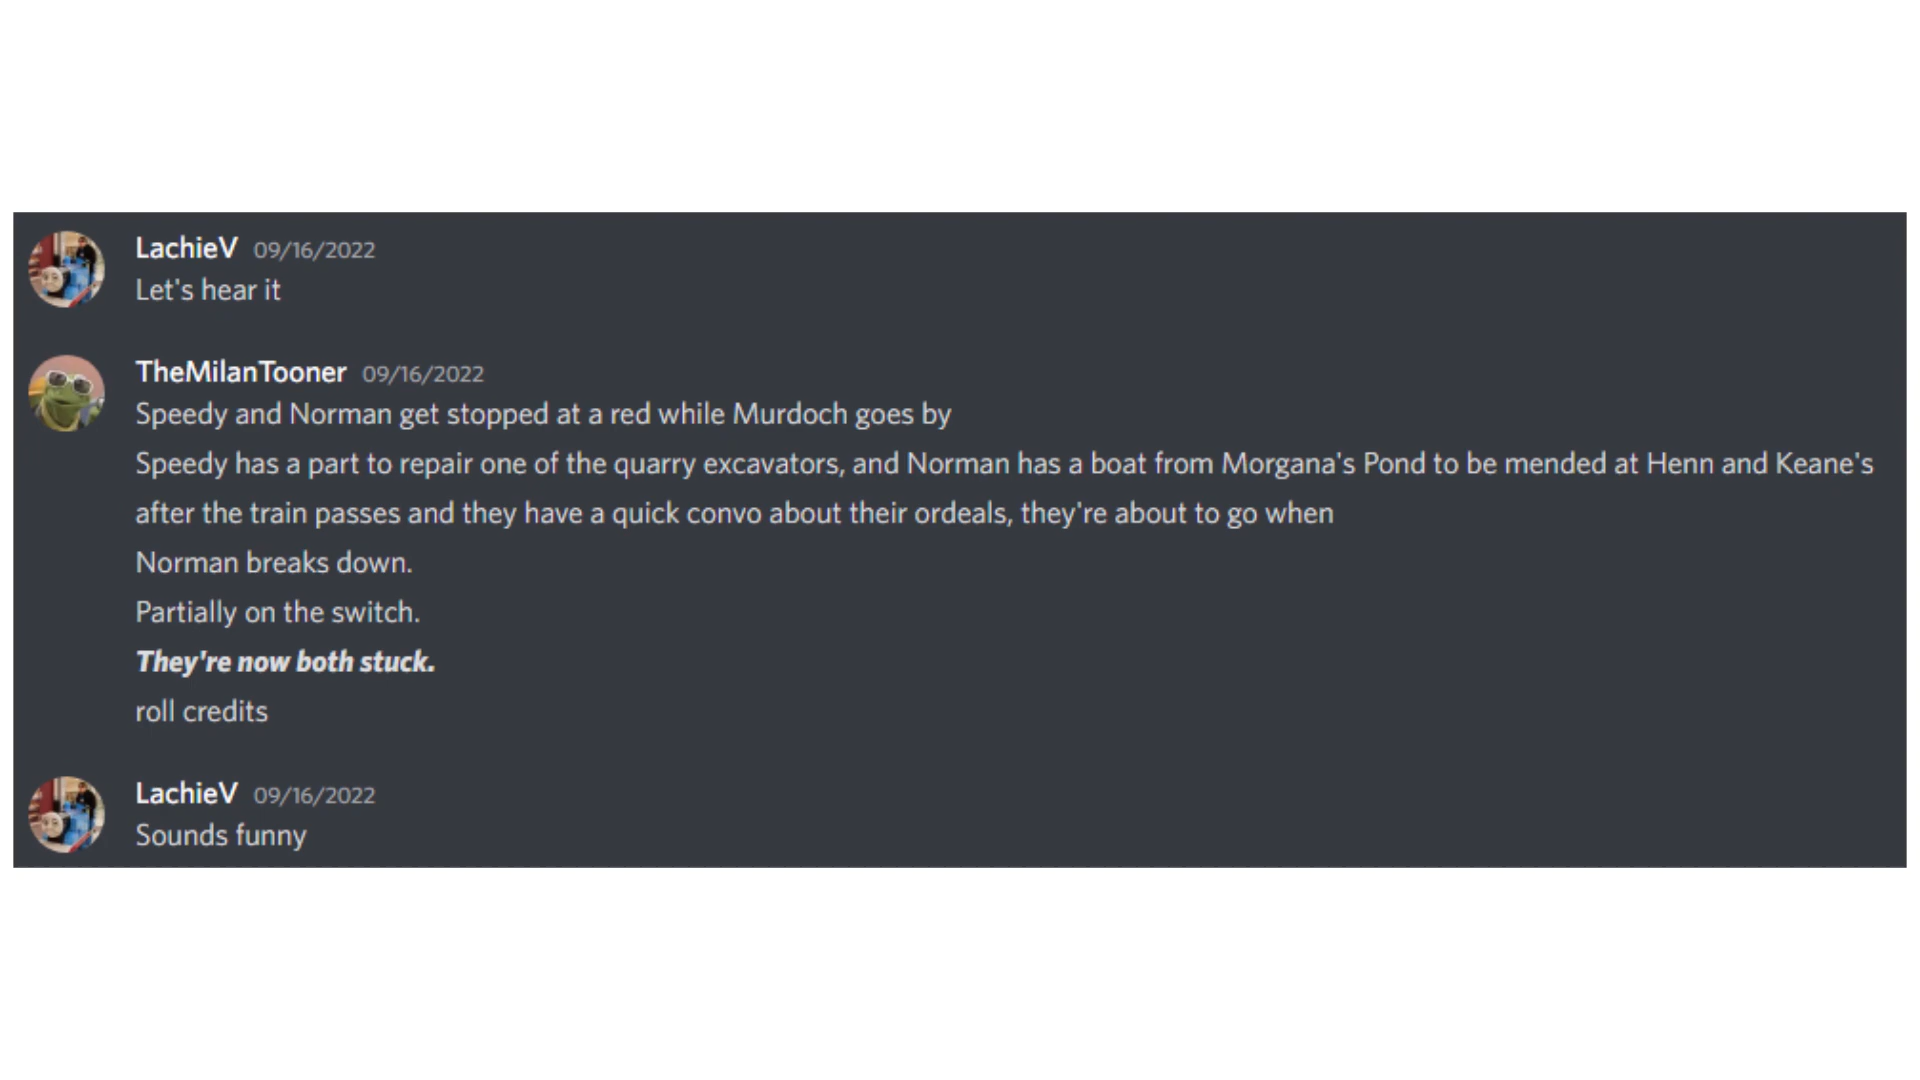 LachieV 09/16/2022
Let's hear it
TheMilanTooner 09/16/2022
Speedy and Norman get stopped at a red while Murdoch goes by
Speedy has a part to repair one of the quarry excavators, and Norman has a boat from Morgana's Pond to be mended at Henn and Keane's
after the train passes and they have a quick convo about their ordeals, they're about to go when
Norman breaks down.
Partially on the switch.
They're now both stuck.
roll credits
LachieV 09/16/2022
Sounds funny